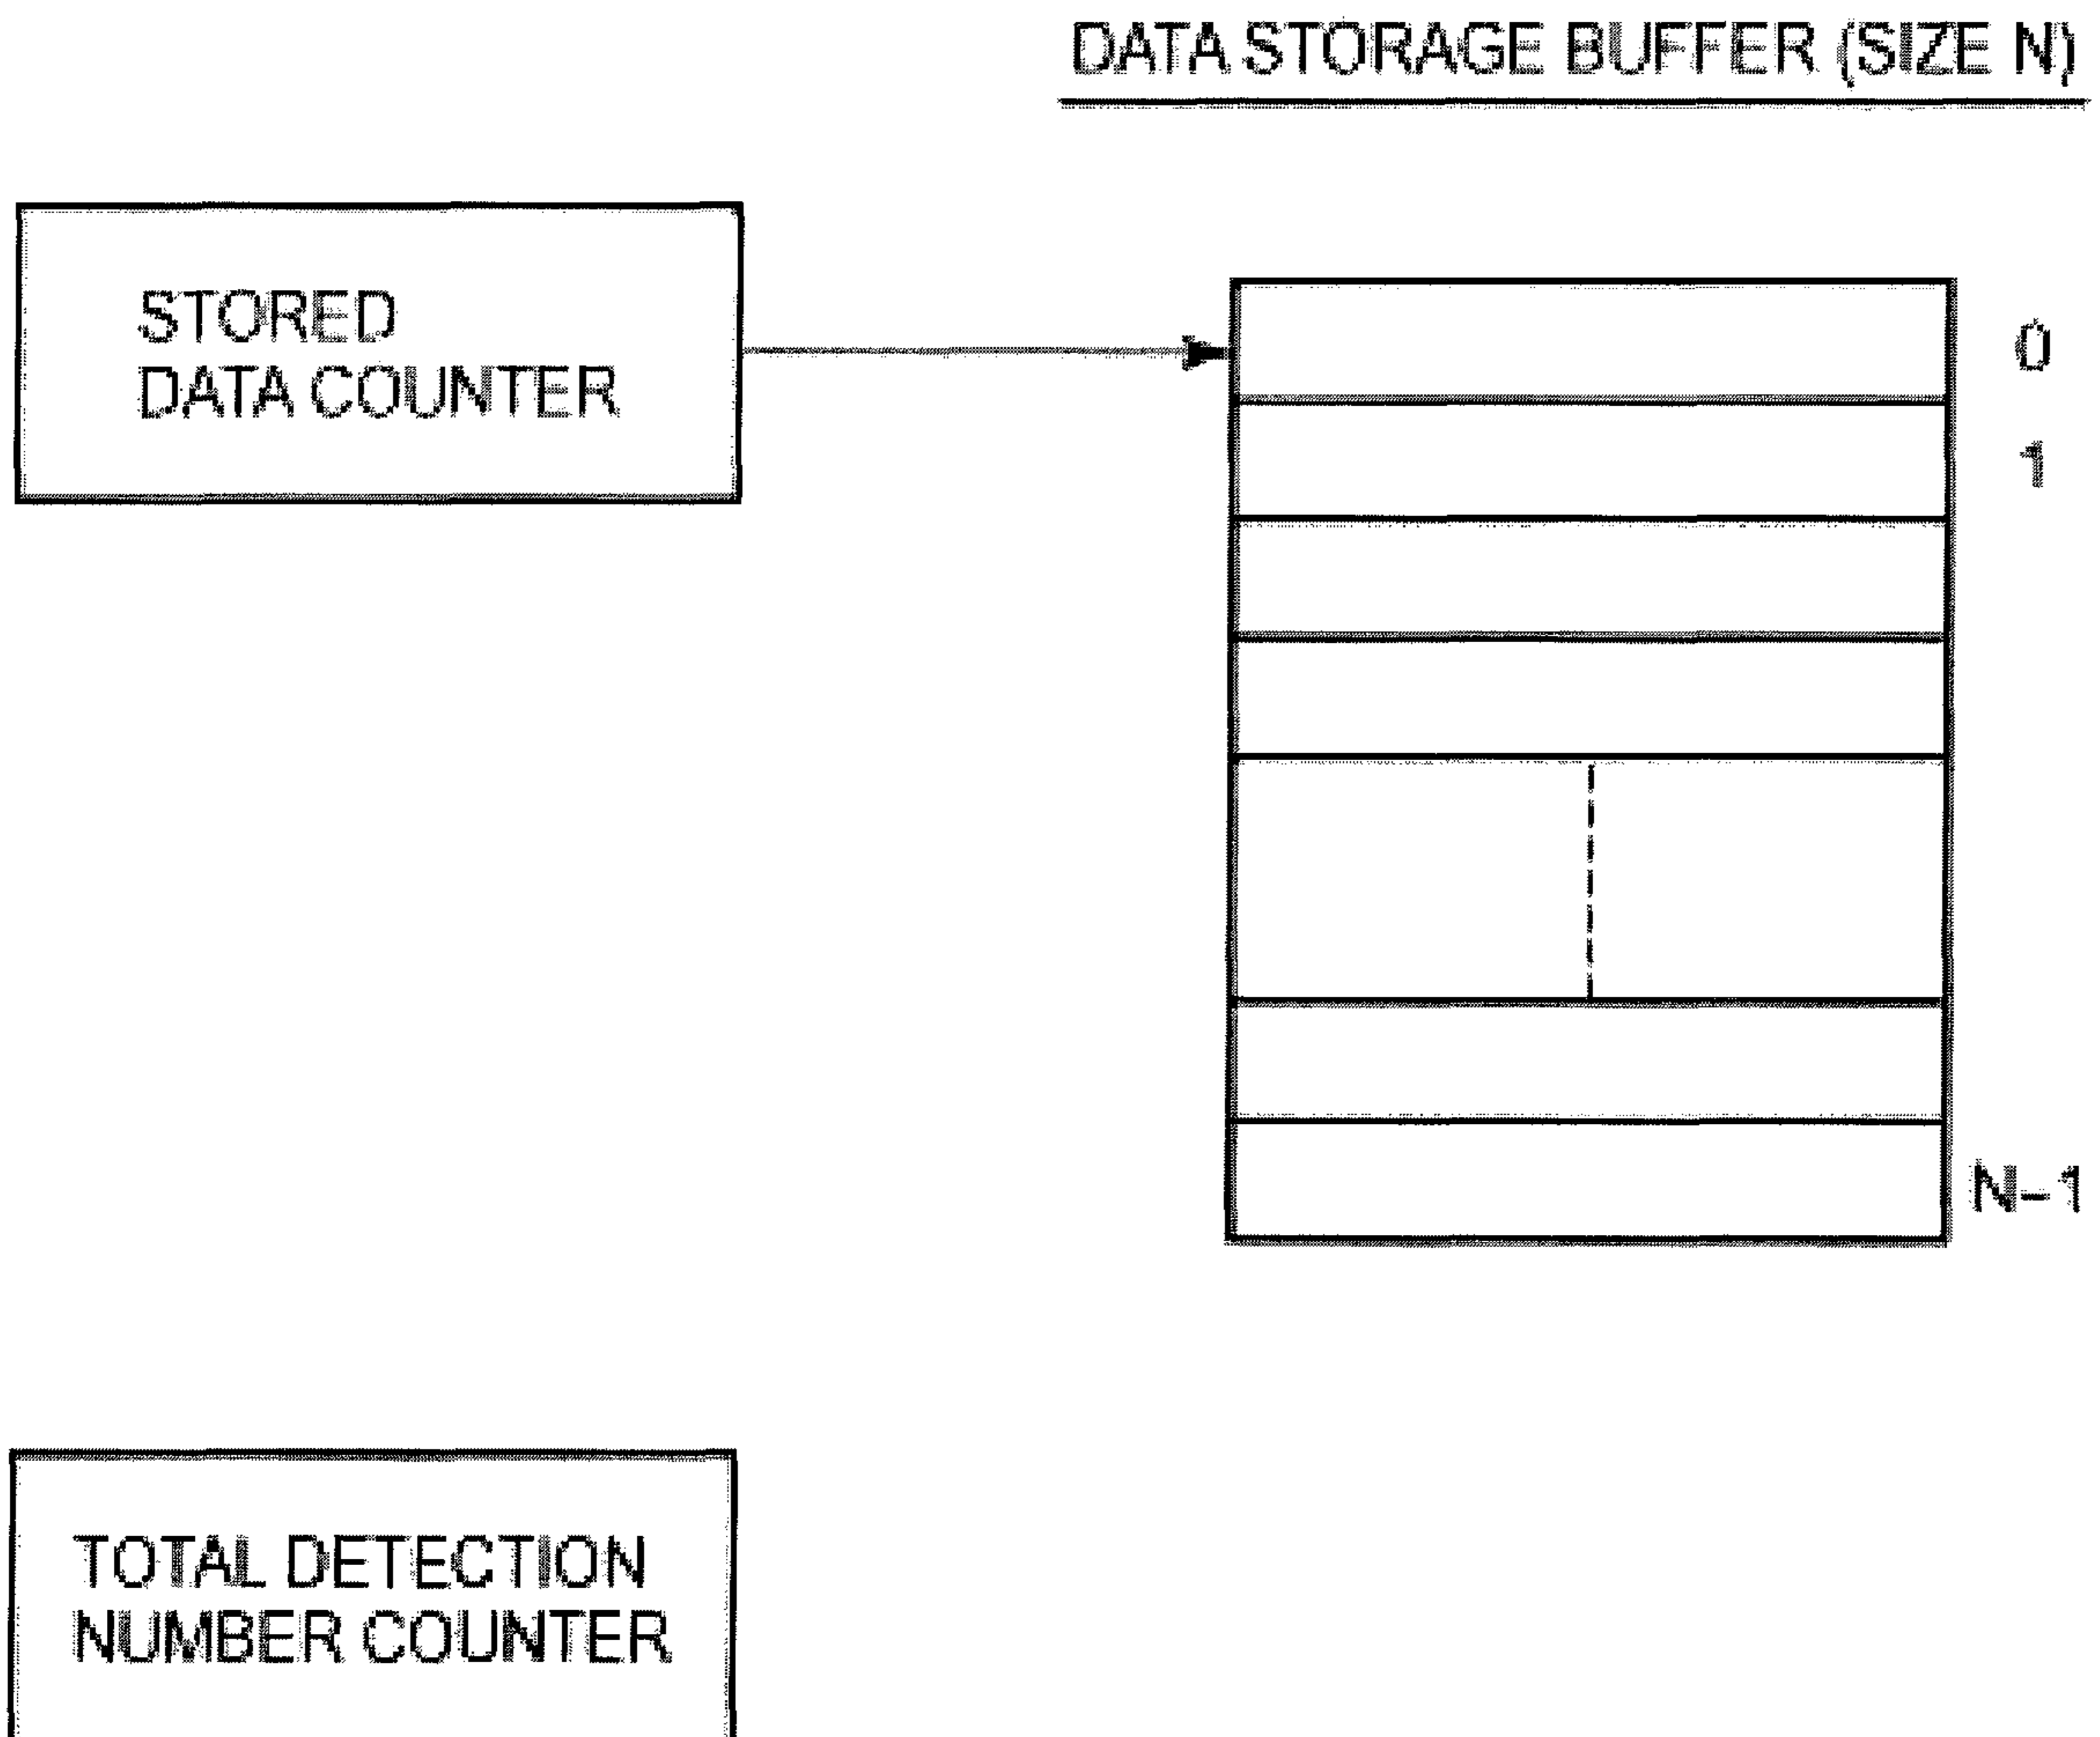 DATA STORAGE BUFFER (SIZE N)
STORED
DATA COUNTER
0
1
N-1
TOTAL DETECTION
NUMBER COUNTER